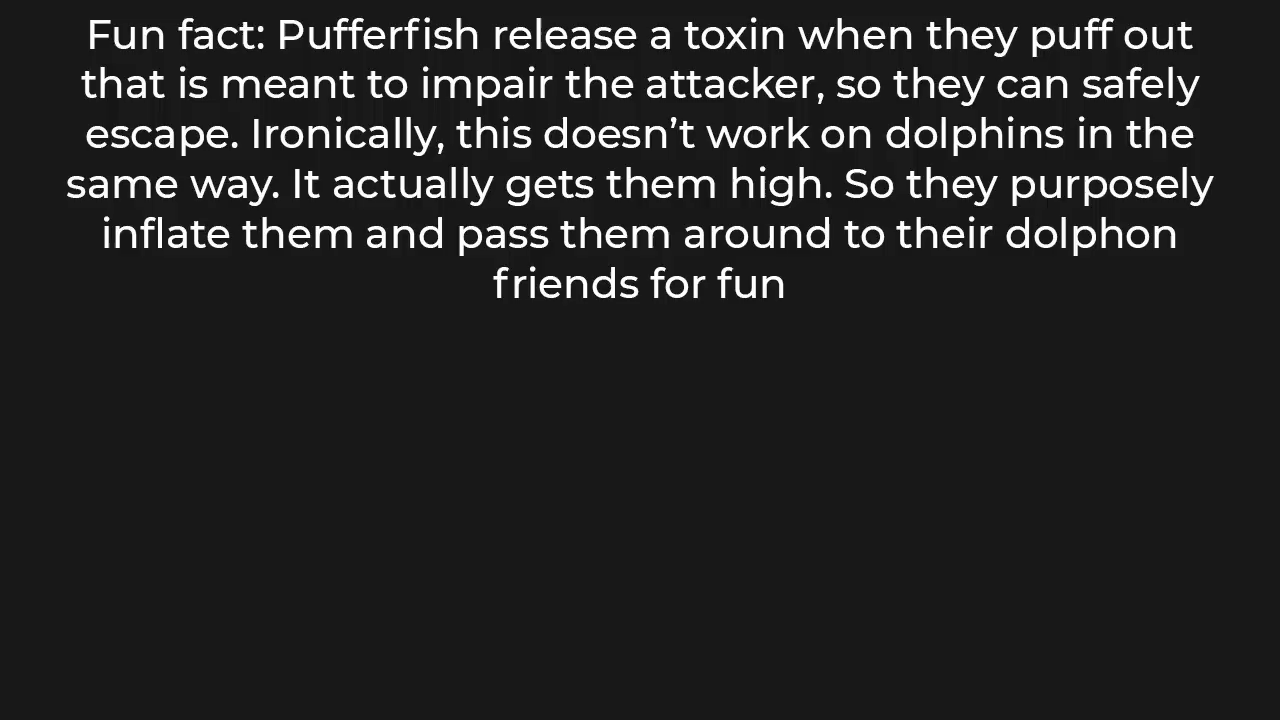 Fun fact: Pufferfish release a toxin when they puff out
that is meant to impair the attacker, so they can safely
escape. Ironically, this doesn’t work on dolphins in the
same way. It actually gets them high. So they purposely
inflate them and pass them around to their dolphon
friends for fun